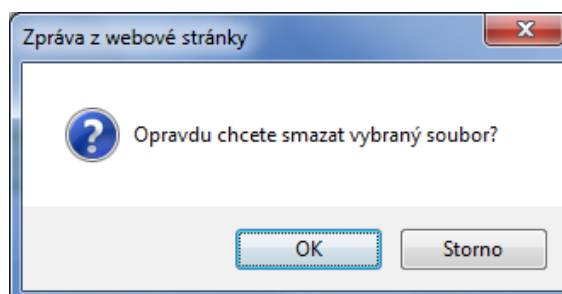 Zpráva z webové stránky
Opravdu chcete smazat vybraný soubor?
OK
Storno